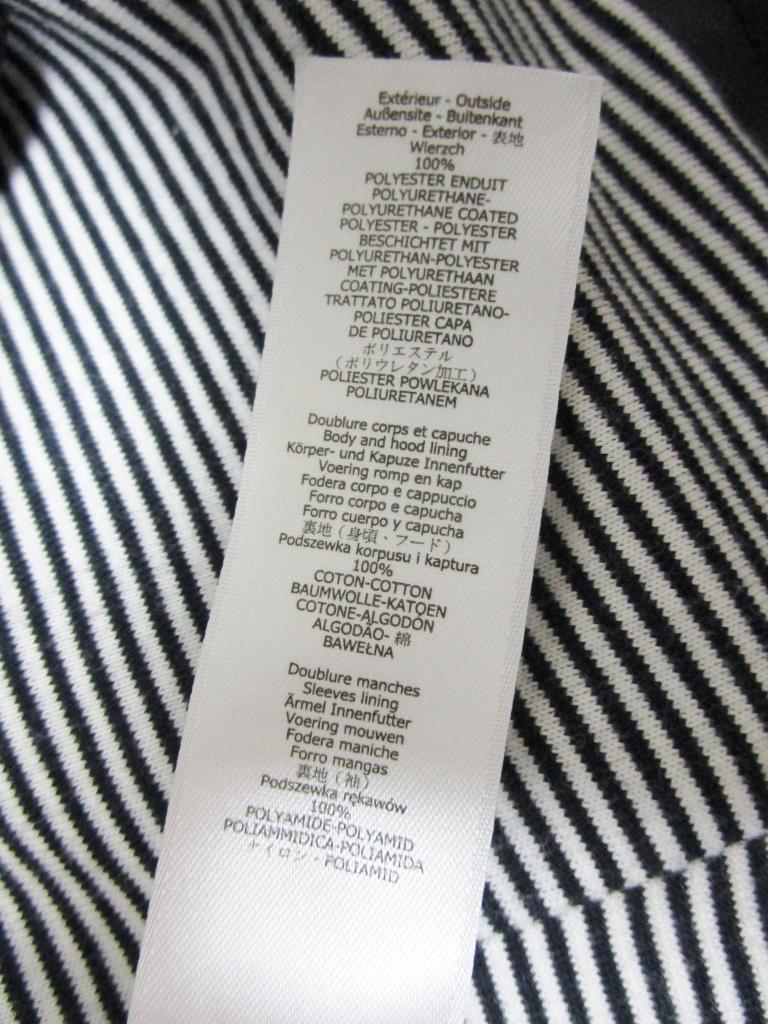 Extérieur - Outside
Außensite - Buitenkant
Esterno - Exterior - 表地
Wierzch
100%
POLYESTER ENDUIT
POLYURETHANE-
POLYURETHANE COATED
POLYESTER - POLYESTER
BESCHICHTET MIT
POLYURETHAN-POLYESTER
MET POLYURETHAAN
COATING-POLIESTERE
TRATTATO POLIURETANO-
POLIESTER CAPA
DE POLIURETANO
ポリエステル
(ポリウレタン加工)
POLIESTER POWLEKANA
POLIURETANEM
Doublure corps et capuche
Body and hood lining
Körper- und Kapuze Innenfutter
Voering romp en kap
Fodera corpo e cappuccio
Forro corpo e capucha
Forro cuerpo y capucha
裏地(身頃、フード)
Podszewka korpusu i kaptura
100%
COTON-COTTON
BAUMWOLLE-KATOEN
COTONE-ALGODÓN
ALGODÃO- 綿
BAWEŁNA
Doublure manches
Sleeves lining
Ärmel Innenfutter
Voering mouwen
Fodera maniche
Forro mangas
裏地(袖)
Podszewka rękawów
100%
POLYAMIDE-POLYAMID
POLIAMMIDICA-POLIAMIDA
ナイロン - POLIAMID